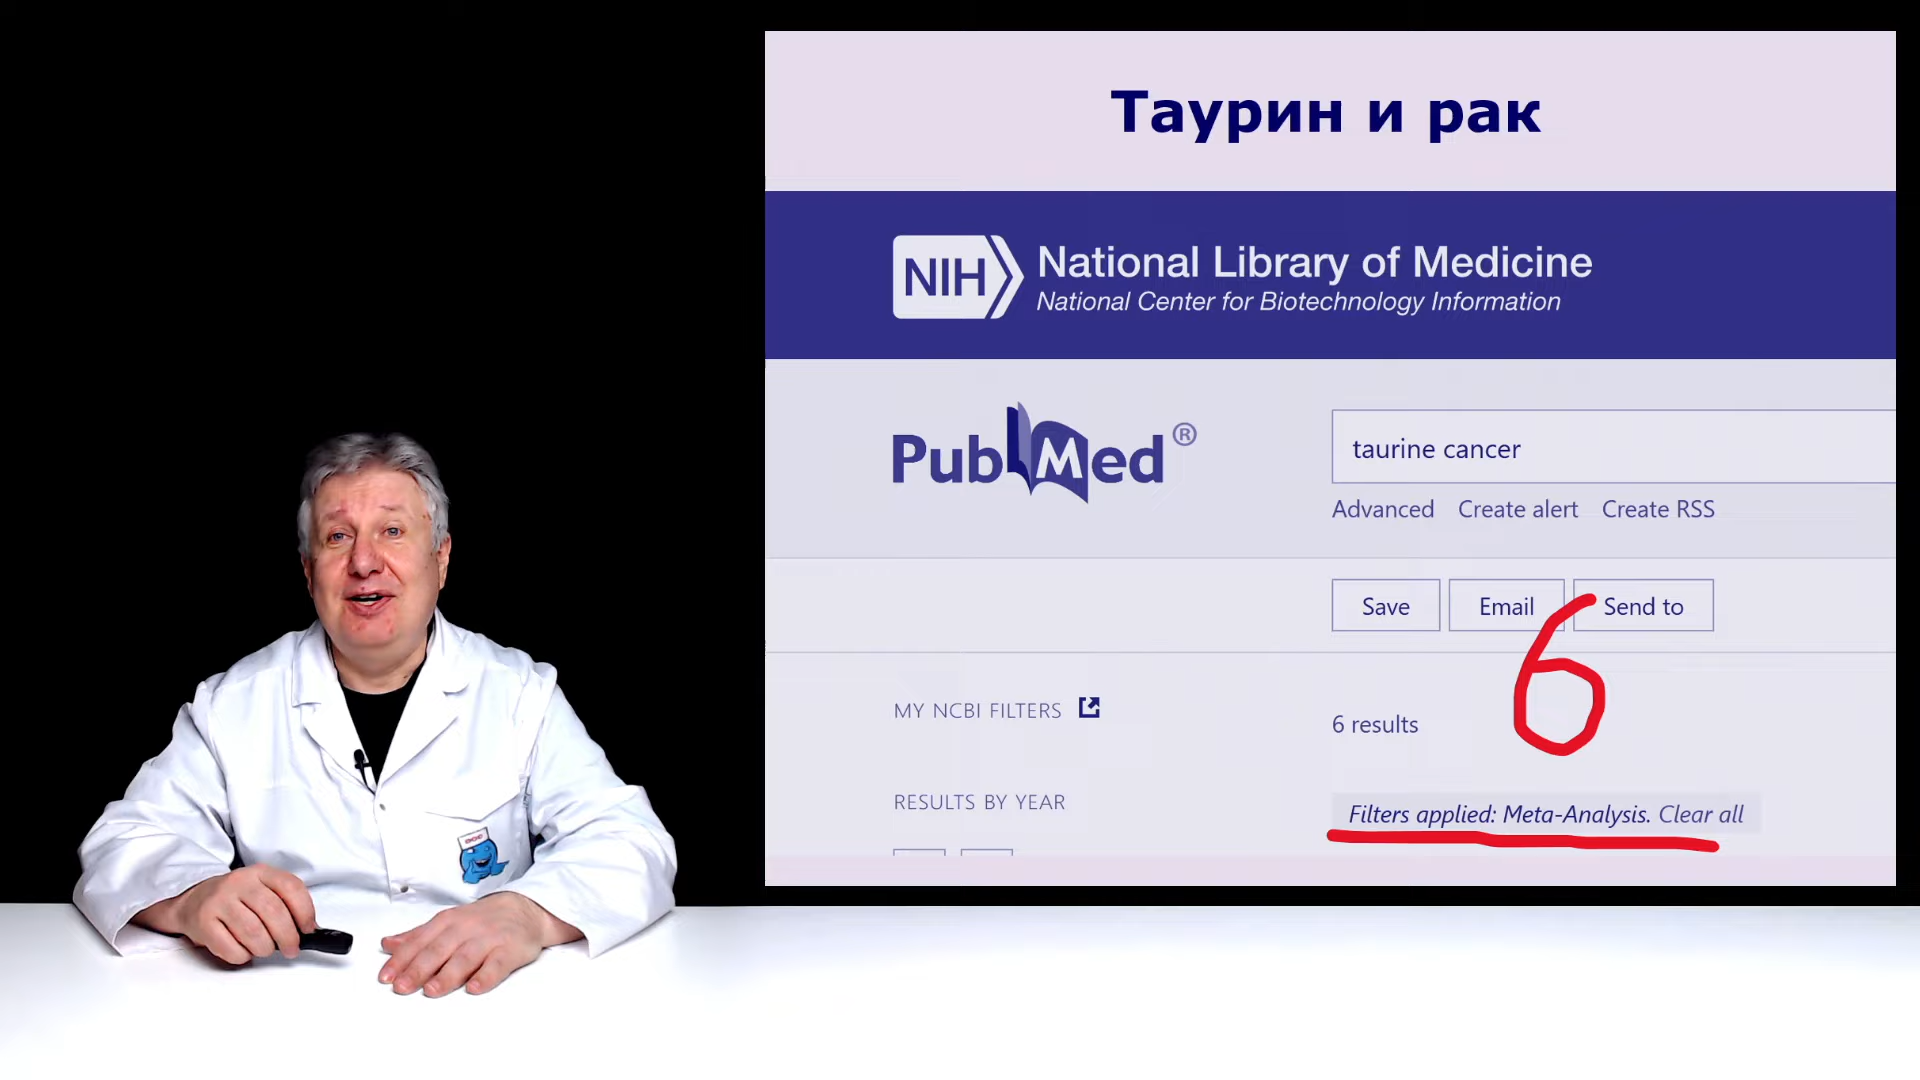 Таурин и рак
NIH National Library of Medicine
National Center for Biotechnology Information
PubMed®
taurine cancer
Advanced Create alert Create RSS
Save Email Send to
6
MY NCBI FILTERS
6 results
RESULTS BY YEAR
Filters applied: Meta-Analysis. Clear all